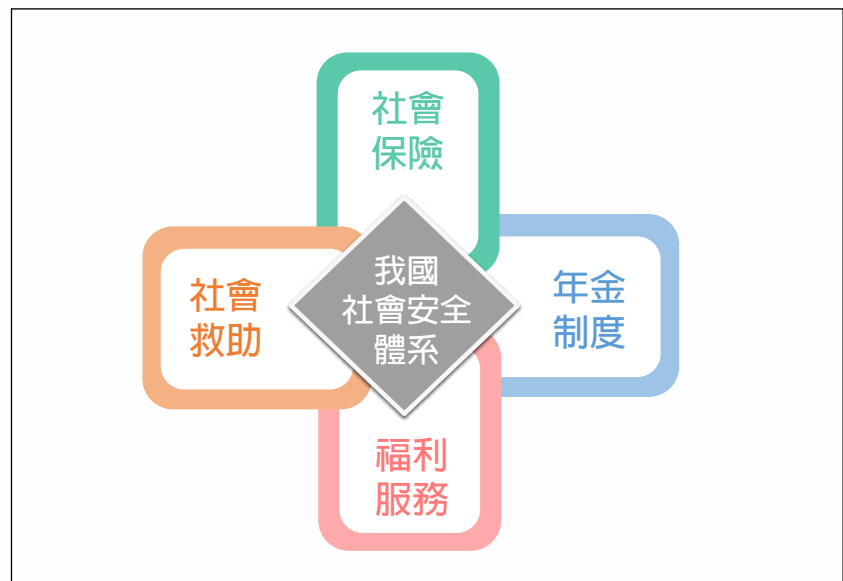 社會
保險
社會
救助
我國
社會安全
體系
年金
制度
福利
服務